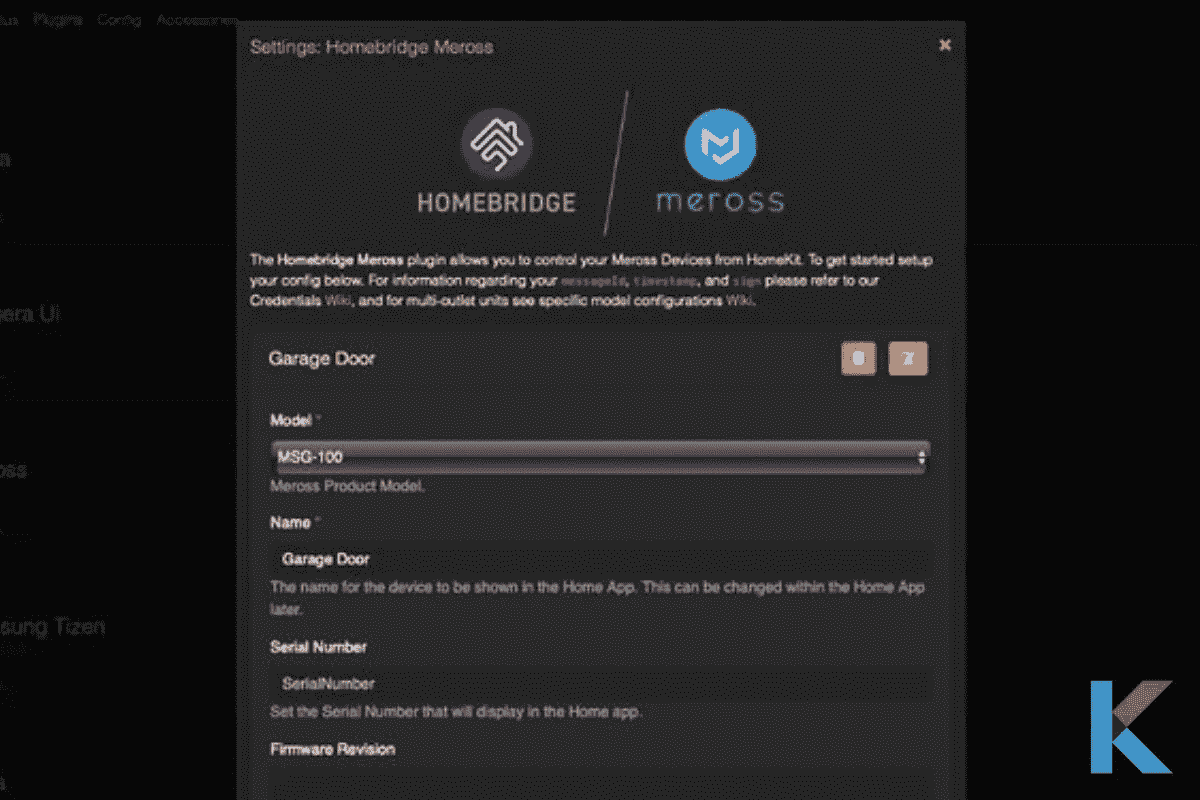 Plugins Config Accessories
Settings: Homebridge Meross
HOMEBRIDGE
meross
The Homebridge Meross plugin allows you to control your Meross Devices from HomeKit. To get started setup
your config below. For information regarding your messageId, timestamp, and sign please refer to our
Credentials Wiki, and for multi-outlet units see specific model configurations Wiki.
era UI
Garage Door
Model *
MSG-100
oss
Meross Product Model.
Name *
Garage Door
The name for the device to be shown in the Home App. This can be changed within the Home App
later.
sung Tizen
Serial Number
SerialNumber
Set the Serial Number that will display in the Home app.
Firmware Revision
K